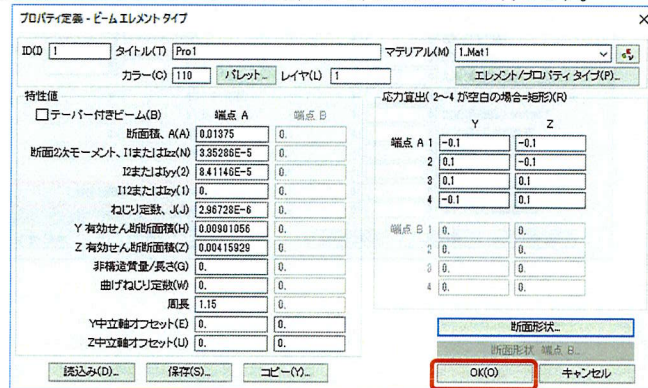 プロパティ定義 - ビーム エレメント タイプ
ID(I) 1 タイトル(T) Pro1 マテリアル(M) 1..Mat1
カラー(C) 110 パレット... レイヤ(L) 1 エレメント/プロパティ タイプ(P)...
特性値 応力算出( 2～4 が空白の場合=矩形)(R)
テーパー付きビーム(B) 端点 A 端点 B Y Z
断面積、A(A) 0.01375 0.
端点 A 1 -0.1 -0.1
断面2次モーメント、I1またはIzz(N) 3.35286E-5 0.
2 0.1 -0.1
I2またはIyy(2) 8.41146E-5 0.
3 0.1 0.1
I12またはIzy(1) 0. 0.
4 -0.1 0.1
ねじり定数、J(J) 2.96728E-6 0.
Y 有効せん断断面積(H) 0.00901056 0.
端点 B 1 0. 0.
Z 有効せん断断面積(Z) 0.00415929 0.
2 0. 0.
非構造質量/長さ(G) 0. 0.
3 0. 0.
曲げねじり定数(W) 0. 0.
4 0. 0.
周長 1.15 0.
Y中立軸オフセット(E) 0. 0.
断面形状...
Z中立軸オフセット(U) 0. 0.
断面形状 端点 B...
読込み(D)... 保存(S)... コピー(Y)... OK(O) キャンセル